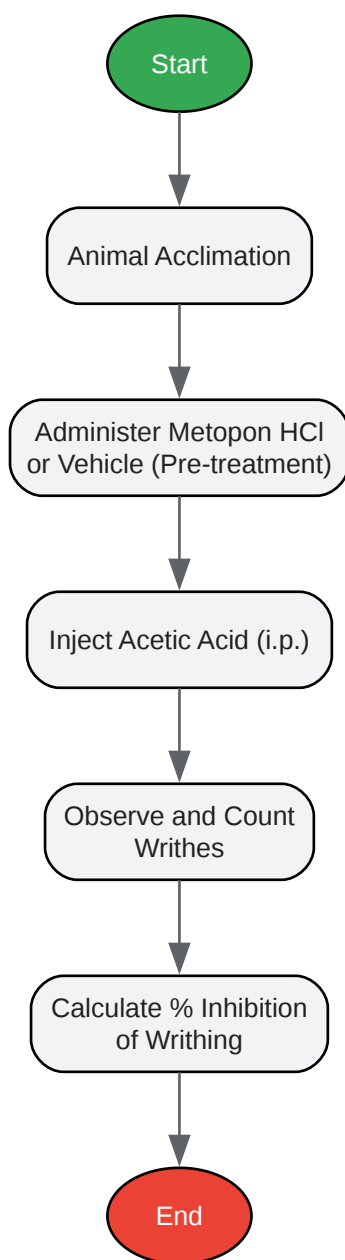 Start
Animal Acclimation
Administer Metopon HCl
or Vehicle (Pre-treatment)
Inject Acetic Acid (i.p.)
Observe and Count
Writhes
Calculate % Inhibition
of Writhing
End